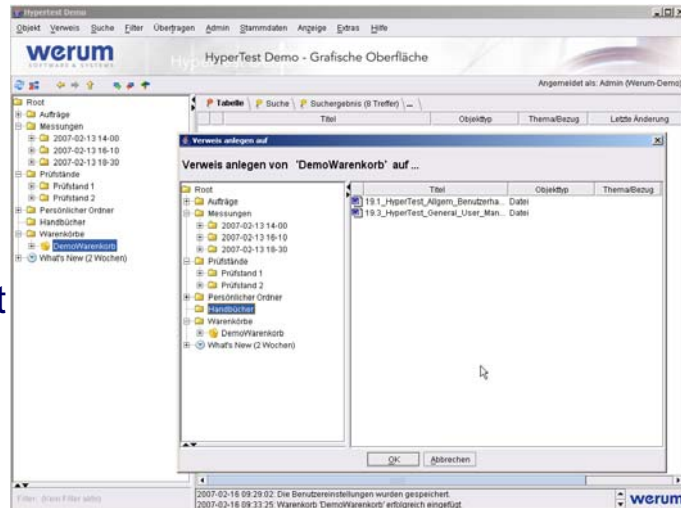 Hypertest Demo
Objekt Verweis Suche Filter Übertragen Admin Stammdaten Anzeige Extras Hilfe
werum
SOFTWARE & SYSTEMS
HyperTest Demo - Grafische Oberfläche
Angemeldet als: Admin (Werum-Demo)
Root
Aufträge
Messungen
2007-02-13 14-00
2007-02-13 16-10
2007-02-13 18-30
Prüfstände
Prüfstand 1
Prüfstand 2
Persönlicher Ordner
Handbücher
Warenkörbe
DemoWarenkorb
What's New (2 Wochen)
Tabelle Suche Suchergebnis (8 Treffer) ...
Titel Objekttyp Thema/Bezug Letzte Änderung
Verweis anlegen auf
Verweis anlegen von 'DemoWarenkorb' auf ...
Root
Aufträge
Messungen
2007-02-13 14-00
2007-02-13 16-10
2007-02-13 18-30
Prüfstände
Prüfstand 1
Prüfstand 2
Persönlicher Ordner
Handbücher
Warenkörbe
DemoWarenkorb
What's New (2 Wochen)
Titel Objekttyp Thema/Bezug
19.1_HyperTest_Allgem_Benutzerha... Datei
19.3_HyperTest_General_User_Man... Datei
OK Abbrechen
t
Filter: (kein Filter aktiv)
2007-02-16 09:29:02: Die Benutzereinstellungen wurden gespeichert.
2007-02-16 09:33:25: Warenkorb 'DemoWarenkorb' erfolgreich eingefügt.
werum